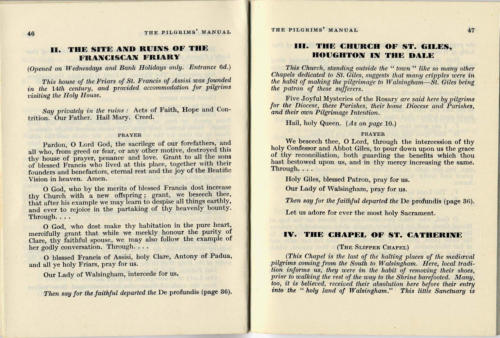 46 THE PILGRIMS' MANUAL
II. THE SITE AND RUINS OF THE
FRANCISCAN FRIARY
(Opened on Wednesdays and Bank Holidays only. Entrance 6d.)
This house of the Friars of St. Francis of Assisi was founded
in the 14th century, and provided accommodation for pilgrims
visiting the Holy House.
Say privately in the ruins: Acts of Faith, Hope and Con-
trition. Our Father. Hail Mary. Creed.
PRAYER
Pardon, O Lord God, the sacrilege of our forefathers, and
all who, from greed or fear, or any other motive, destroyed this
thy house of prayer, penance and love. Grant to all the sons
of blessed Francis who lived at this place, together with their
founders and benefactors, eternal rest and the joy of the Beatific
Vision in heaven. Amen.
O God, who by the merits of blessed Francis dost increase
thy Church with a new offspring; grant, we beseech thee,
that after his example we may learn to despise all things earthly,
and ever to rejoice in the partaking of thy heavenly bounty.
Through. . . .
O God, who dost make thy habitation in the pure heart,
mercifully grant that while we merkly honour the purity of
Clare, thy faithful spouse, we may also follow the example of
her godly conversation. Through. . . .
O blessed Francis of Assisi, holy Clare, Antony of Padua,
and all ye holy Friars, pray for us.
Our Lady of Walsingham, intercede for us.
Then say for the faithful departed the De profundis (page 36).
THE PILGRIMS' MANUAL 47
III. THE CHURCH OF ST. GILES,
HOUGHTON IN THE DALE
This Church, standing outside the "town" like so many other
Chapels dedicated to St. Giles, suggests that many cripples were in
the habit of making the pilgrimage to Walsingham—St. Giles being
the patron of these sufferers.
Five Joyful Mysteries of the Rosary are said here by pilgrims
for the Diocese, these Parishes, their home Diocese and Parishes,
and their own Pilgrimage Intention.
Hail, holy Queen. (As on page 10.)
PRAYER
We beseech thee, O Lord, through the intercession of thy
holy Confessor and Abbot Giles, to pour down upon us the grace
of thy reconciliation, both guarding the benefits which thou
hast bestowed upon us, and in thy mercy increasing the same.
Through. . . .
Holy Giles, blessed Patron, pray for us.
Our Lady of Walsingham, pray for us.
Then say for the faithful departed the De profundis (page 36).
Let us adore for ever the most holy Sacrament.
IV. THE CHAPEL OF ST. CATHERINE
(THE SLIPPER CHAPEL)
(This Chapel is the last of the halting places of the mediæval
pilgrims coming from the South to Walsingham. Here, local tradi-
tion informs us, they were in the habit of removing their shoes,
prior to walking the rest of the way to the Shrine barefooted. Many,
too, it is believed, received their absolution here before their entry
into the "holy land of Walsingham." This little Sanctuary is